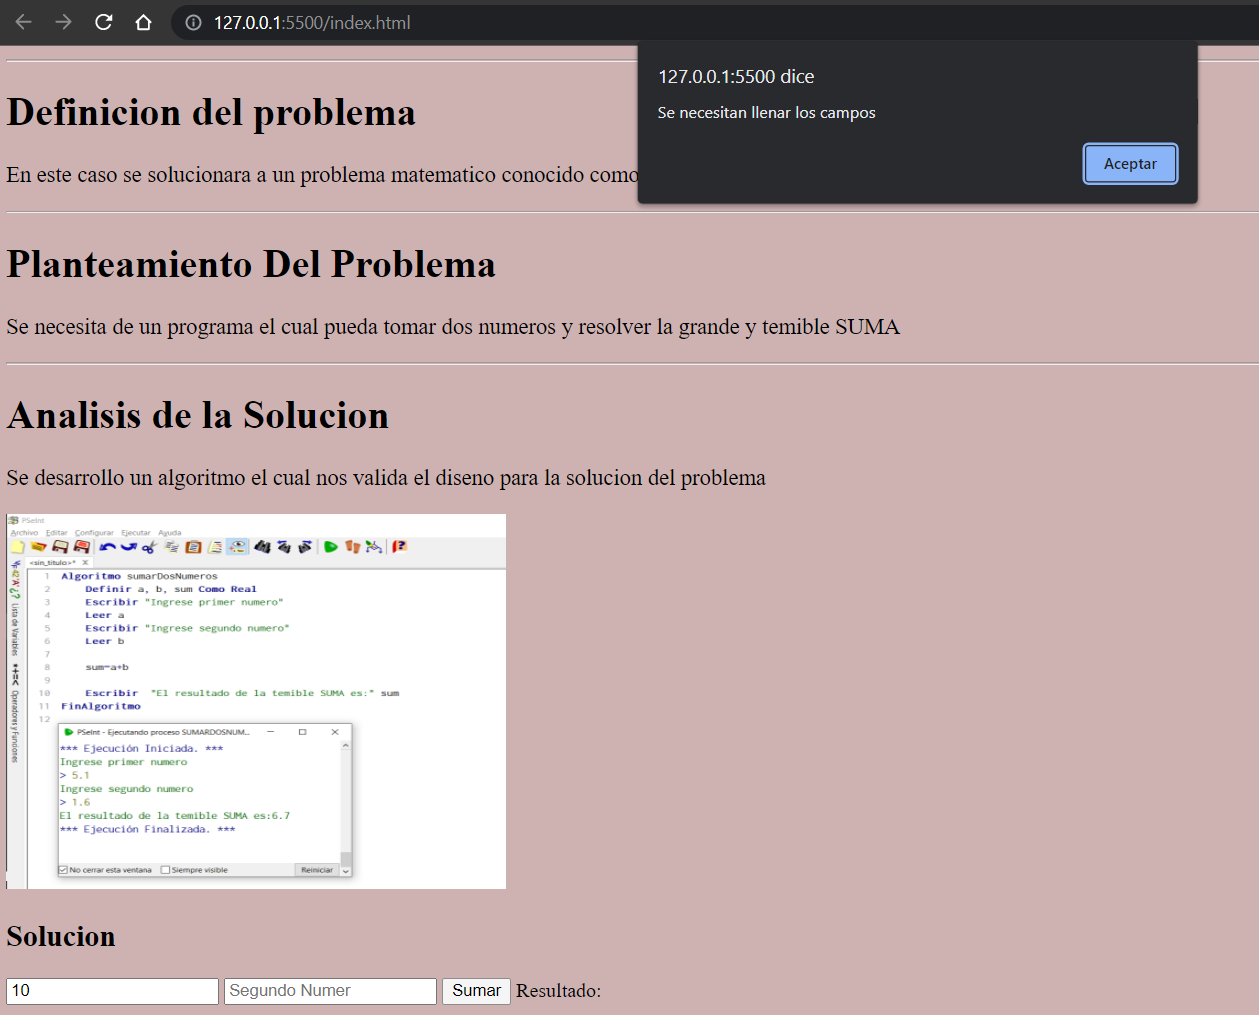 127.0.0.1:5500/index.html
127.0.0.1:5500 dice
Se necesitan llenar los campos
Aceptar
Definicion del problema
En este caso se solucionara a un problema matematico conocido como
Planteamiento Del Problema
Se necesita de un programa el cual pueda tomar dos numeros y resolver la grande y temible SUMA
Analisis de la Solucion
Se desarrollo un algoritmo el cual nos valida el diseno para la solucion del problema
PSeInt
Archivo Editar Configurar Ejecutar Ayuda
<sin_titulo>* X
Lista de Variables
Operadores y Funciones
1 Algoritmo sumarDosNumeros
2 Definir a, b, sum Como Real
3 Escribir "Ingrese primer numero"
4 Leer a
5 Escribir "Ingrese segundo numero"
6 Leer b
7
8 sum=a+b
9
10 Escribir "El resultado de la temible SUMA es:" sum
11 FinAlgoritmo
12
PSeInt - Ejecutando proceso SUMARDOSNUM...
*** Ejecución Iniciada. ***
Ingrese primer numero
> 5.1
Ingrese segundo numero
> 1.6
El resultado de la temible SUMA es:6.7
*** Ejecución Finalizada. ***
No cerrar esta ventana Siempre visible Reiniciar
Solucion
10 Segundo Numer Sumar Resultado: